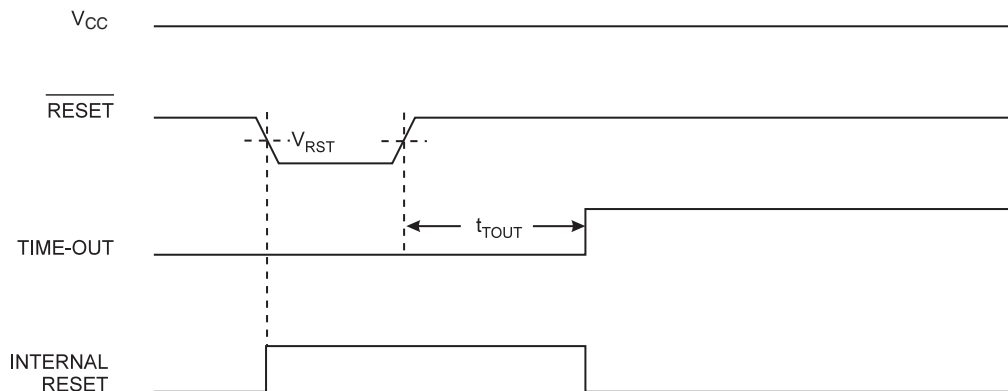 VCC
RESET
VRST
tTOUT
TIME-OUT
INTERNAL
RESET